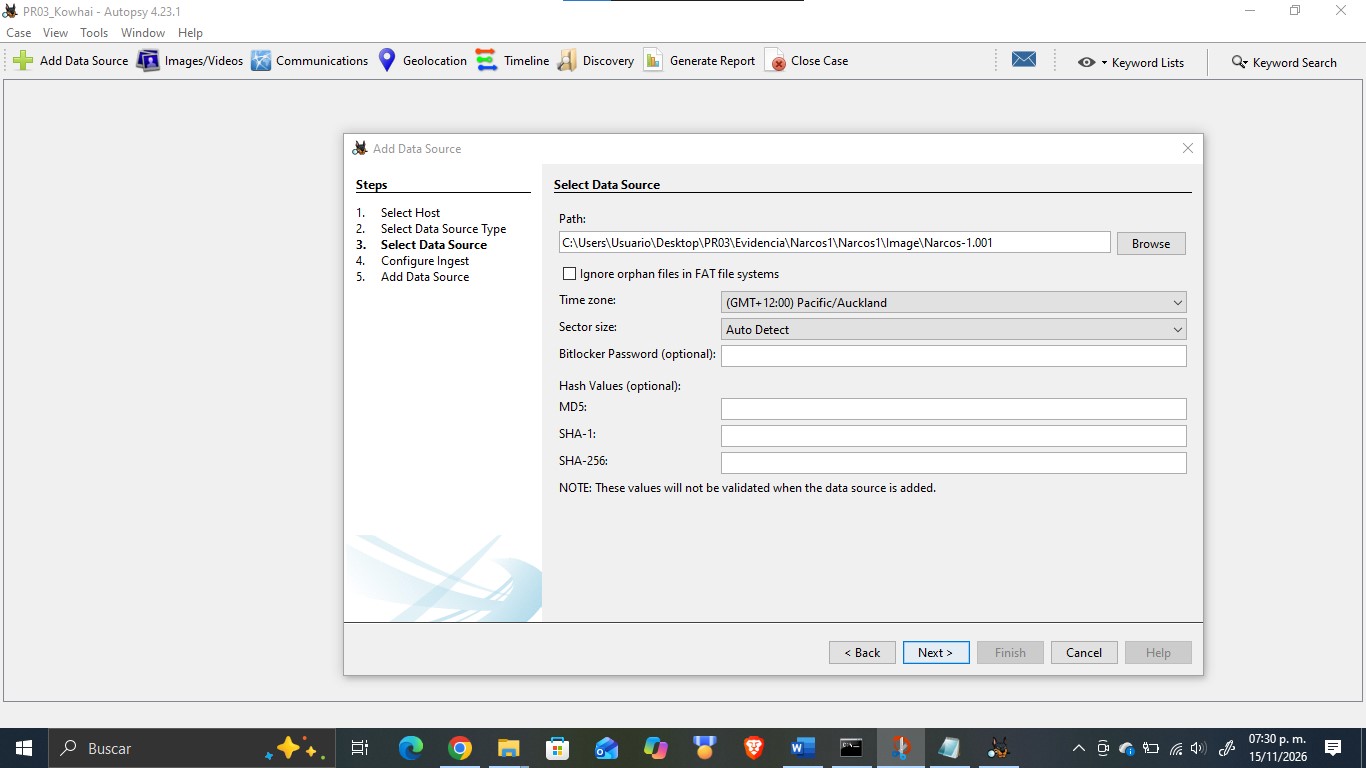 PR03_Kowhai - Autopsy 4.23.1
Case View Tools Window Help
Add Data Source Images/Videos Communications Geolocation Timeline Discovery Generate Report Close Case Keyword Lists Keyword Search
Add Data Source
Steps
1. Select Host
2. Select Data Source Type
3. Select Data Source
4. Configure Ingest
5. Add Data Source
Select Data Source
Path:
C:\Users\Usuario\Desktop\PR03\Evidencia\Narcos1\Narcos1\Image\Narcos-1.001
Browse
Ignore orphan files in FAT file systems
Time zone: (GMT+12:00) Pacific/Auckland
Sector size: Auto Detect
Bitlocker Password (optional):
Hash Values (optional):
MD5:
SHA-1:
SHA-256:
NOTE: These values will not be validated when the data source is added.
< Back Next > Finish Cancel Help
Buscar
07:30 p. m.
15/11/2026